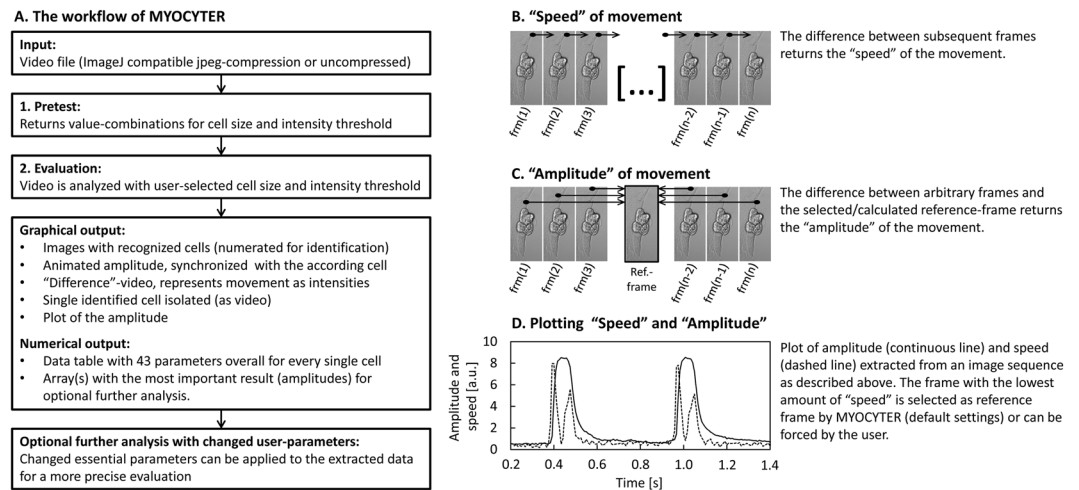 A. The workflow of MYOCYTER
Input:
Video file (ImageJ compatible jpeg-compression or uncompressed)
1. Pretest:
Returns value-combinations for cell size and intensity threshold
2. Evaluation:
Video is analyzed with user-selected cell size and intensity threshold
Graphical output:
• Images with recognized cells (numerated for identification)
• Animated amplitude, synchronized with the according cell
• “Difference”-video, represents movement as intensities
• Single identified cell isolated (as video)
• Plot of the amplitude
Numerical output:
• Data table with 43 parameters overall for every single cell
• Array(s) with the most important result (amplitudes) for
optional further analysis.
Optional further analysis with changed user-parameters:
Changed essential parameters can be applied to the extracted data
for a more precise evaluation
B. “Speed” of movement
[...]
frm(1)
frm(2)
frm(3)
frm(n-2)
frm(n-1)
frm(n)
The difference between subsequent frames
returns the “speed” of the movement.
C. “Amplitude” of movement
frm(1)
frm(2)
frm(3)
Ref.-
frame
frm(n-2)
frm(n-1)
frm(n)
The difference between arbitrary frames and
the selected/calculated reference-frame returns
the “amplitude” of the movement.
D. Plotting “Speed” and “Amplitude”
Amplitude and
speed [a.u.]
10
8
6
4
2
0
0.2 0.4 0.6 0.8 1.0 1.2 1.4
Time [s]
Plot of amplitude (continuous line) and speed
(dashed line) extracted from an image sequence
as described above. The frame with the lowest
amount of “speed” is selected as reference
frame by MYOCYTER (default settings) or can be
forced by the user.